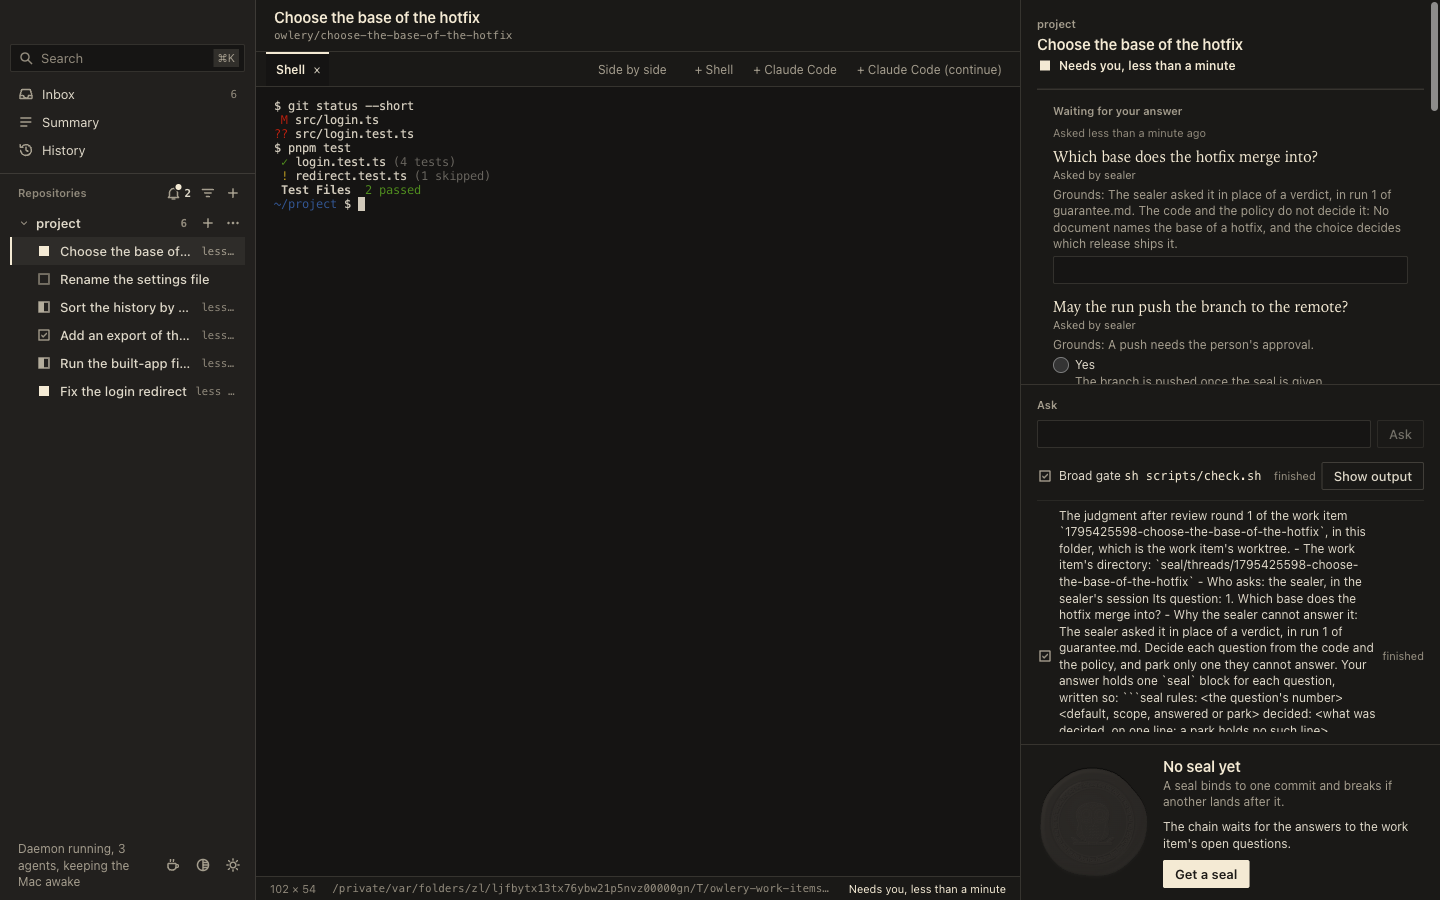 Search
⌘K
Inbox
6
Summary
History
Repositories
2
project
6
Choose the base of...
less...
Rename the settings file
Sort the history by ...
less...
Add an export of th...
less...
Run the built-app fi...
less...
Fix the login redirect
less ...
Daemon running, 3
agents, keeping the
Mac awake
Choose the base of the hotfix
owlery/choose-the-base-of-the-hotfix
Shell ×
Side by side
+ Shell
+ Claude Code
+ Claude Code (continue)
$ git status --short
M src/login.ts
?? src/login.test.ts
$ pnpm test
✓ login.test.ts (4 tests)
! redirect.test.ts (1 skipped)
Test Files 2 passed
~/project $
102 × 54
/private/var/folders/zl/ljfbytx13tx76ybw21p5nvz00000gn/T/owlery-work-items...
Needs you, less than a minute
project
Choose the base of the hotfix
Needs you, less than a minute
Waiting for your answer
Asked less than a minute ago
Which base does the hotfix merge into?
Asked by sealer
Grounds: The sealer asked it in place of a verdict, in run 1 of
guarantee.md. The code and the policy do not decide it: No
document names the base of a hotfix, and the choice decides
which release ships it.
May the run push the branch to the remote?
Asked by sealer
Grounds: A push needs the person's approval.
Yes
The branch is pushed once the seal is given.
Ask
Ask
Broad gate sh scripts/check.sh
finished
Show output
The judgment after review round 1 of the work item
`1795425598-choose-the-base-of-the-hotfix`, in this
folder, which is the work item's worktree. - The work
item's directory: `seal/threads/1795425598-choose-
the-base-of-the-hotfix` - Who asks: the sealer, in the
sealer's session Its question: 1. Which base does the
hotfix merge into? - Why the sealer cannot answer it:
The sealer asked it in place of a verdict, in run 1 of
guarantee.md. Decide each question from the code and
the policy, and park only one they cannot answer. Your
answer holds one `seal` block for each question,
written so: ```seal rules: <the question's number>
<default, scope, answered or park> decided: <what was
decided, on one line; a park holds no such line>
finished
No seal yet
A seal binds to one commit and breaks if
another lands after it.
The chain waits for the answers to the work
item's open questions.
Get a seal